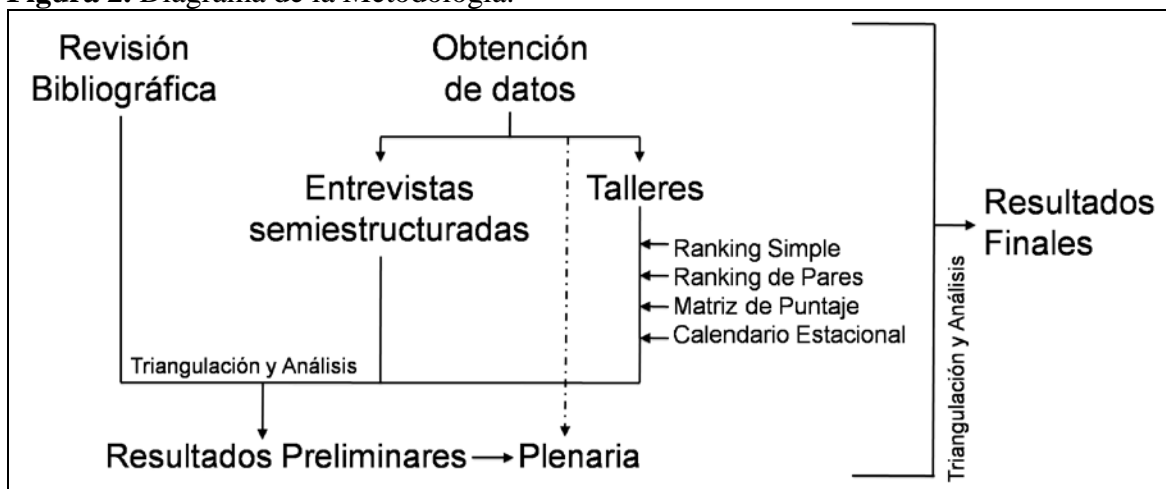 Figura 2. Diagrama de la Metodología.
Revisión
Bibliográfica
Obtención
de datos
Entrevistas
semiestructuradas
Talleres
Ranking Simple
Ranking de Pares
Matriz de Puntaje
Calendario Estacional
Triangulación y Análisis
Resultados Preliminares
Plenaria
Triangulación y Análisis
Resultados
Finales